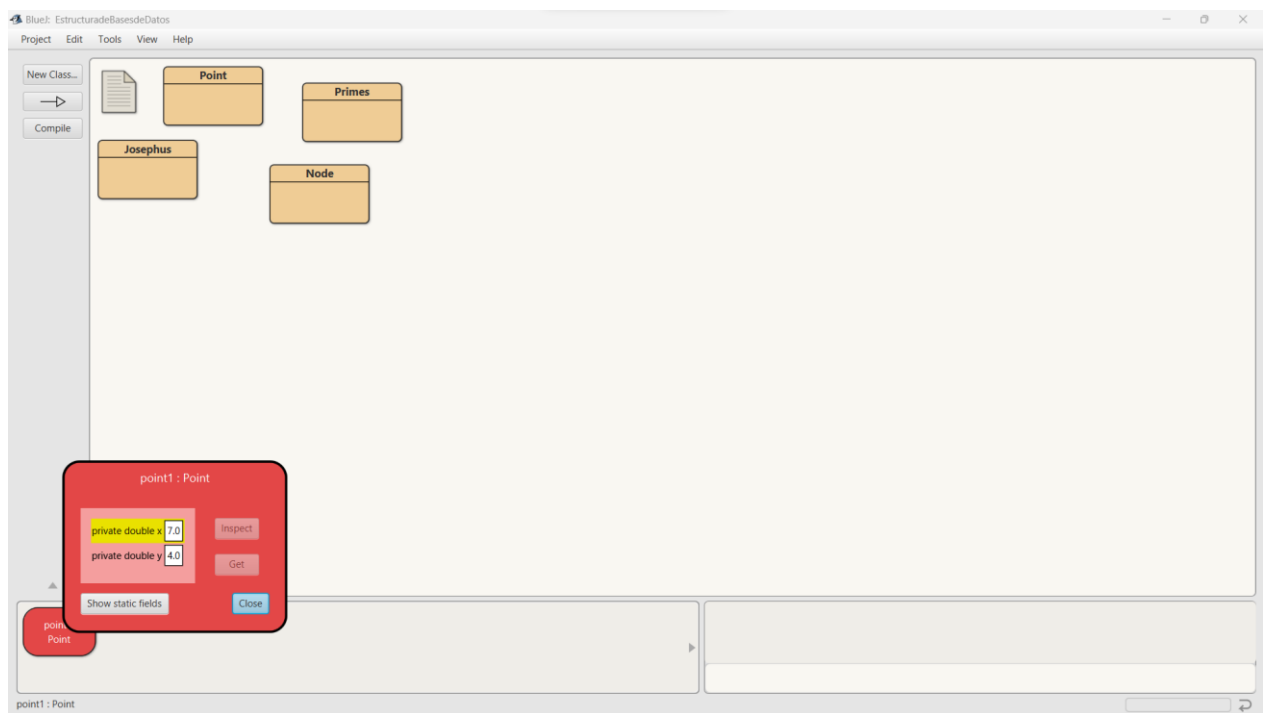 BlueJ: EstructuradeBasesdeDatos
Project Edit Tools View Help
New Class...
Compile
Point
Primes
Josephus
Node
point1 : Point
private double x 7.0
private double y 4.0
Inspect
Get
Show static fields
Close
Point
point1 : Point